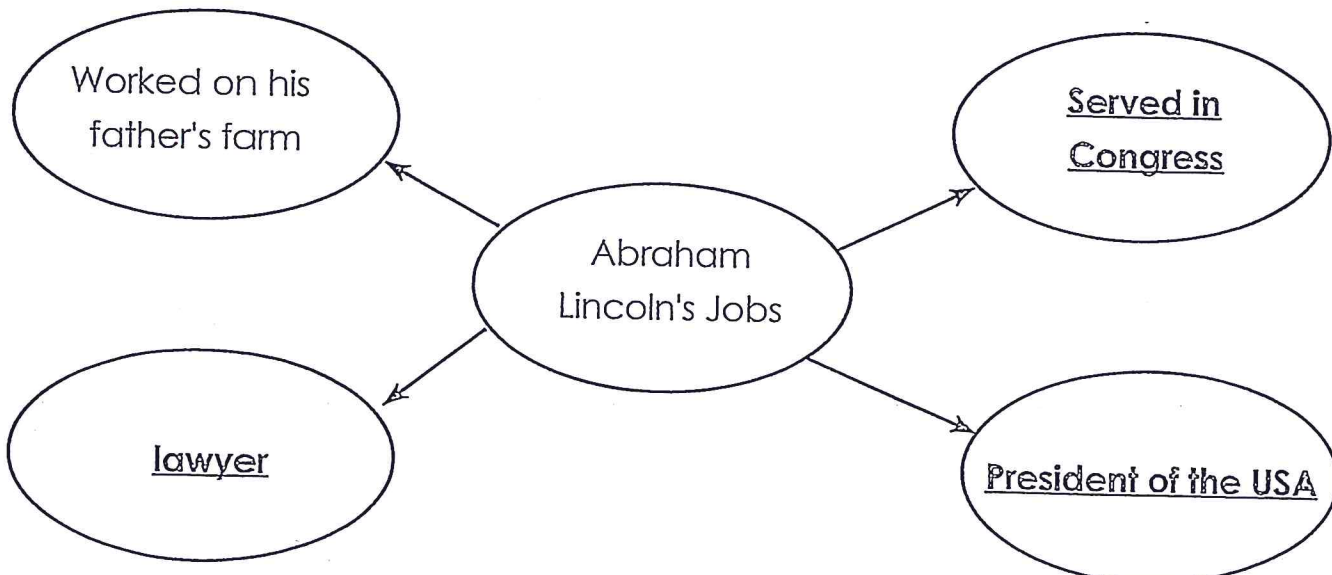 Worked on his
father's farm
Served in
Congress
Abraham
Lincoln's Jobs
lawyer
President of the USA